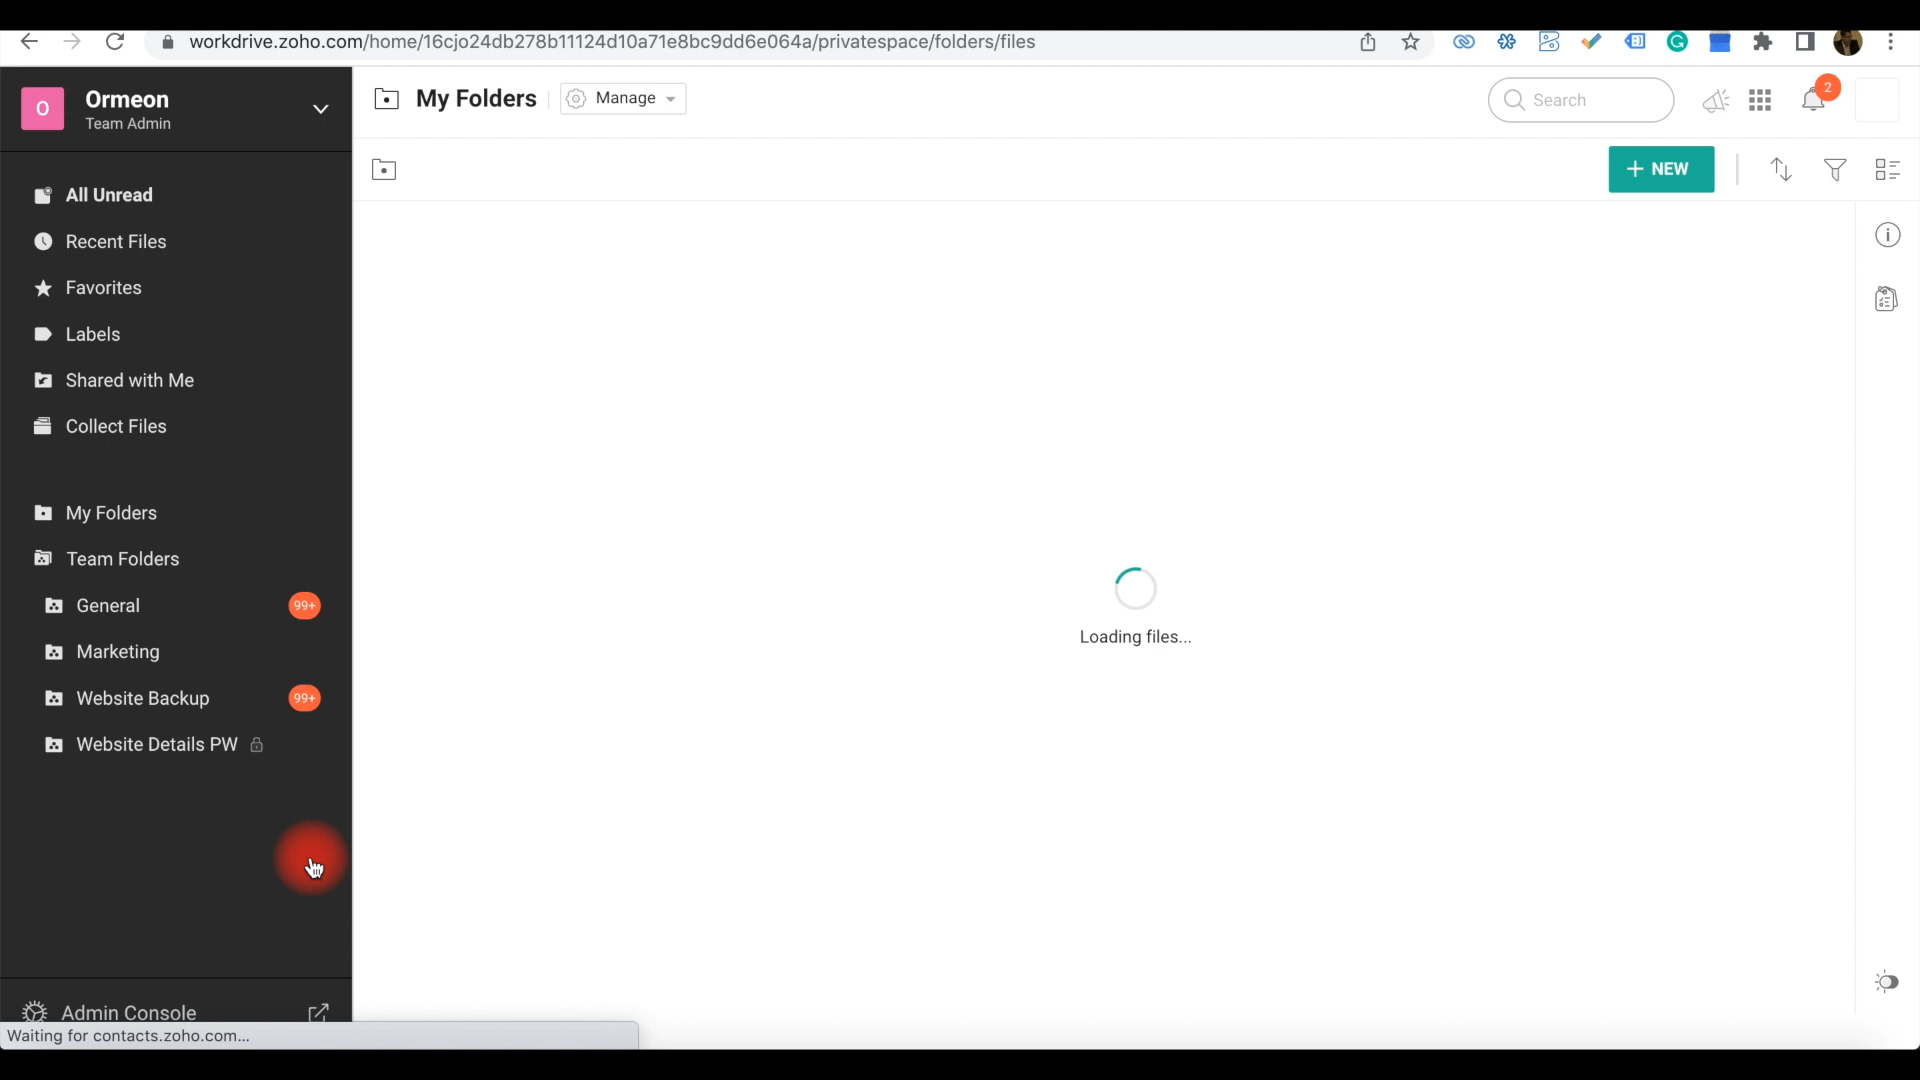 workdrive.zoho.com/home/16cjo24db278b11124d10a71e8bc9dd6e064a/privatespace/folders/files
O
Ormeon
Team Admin
My Folders
Manage
Search
2
+ NEW
All Unread
Recent Files
Favorites
Labels
Shared with Me
Collect Files
My Folders
Team Folders
General
99+
Marketing
Website Backup
99+
Website Details PW
Loading files...
Admin Console
Waiting for contacts.zoho.com...